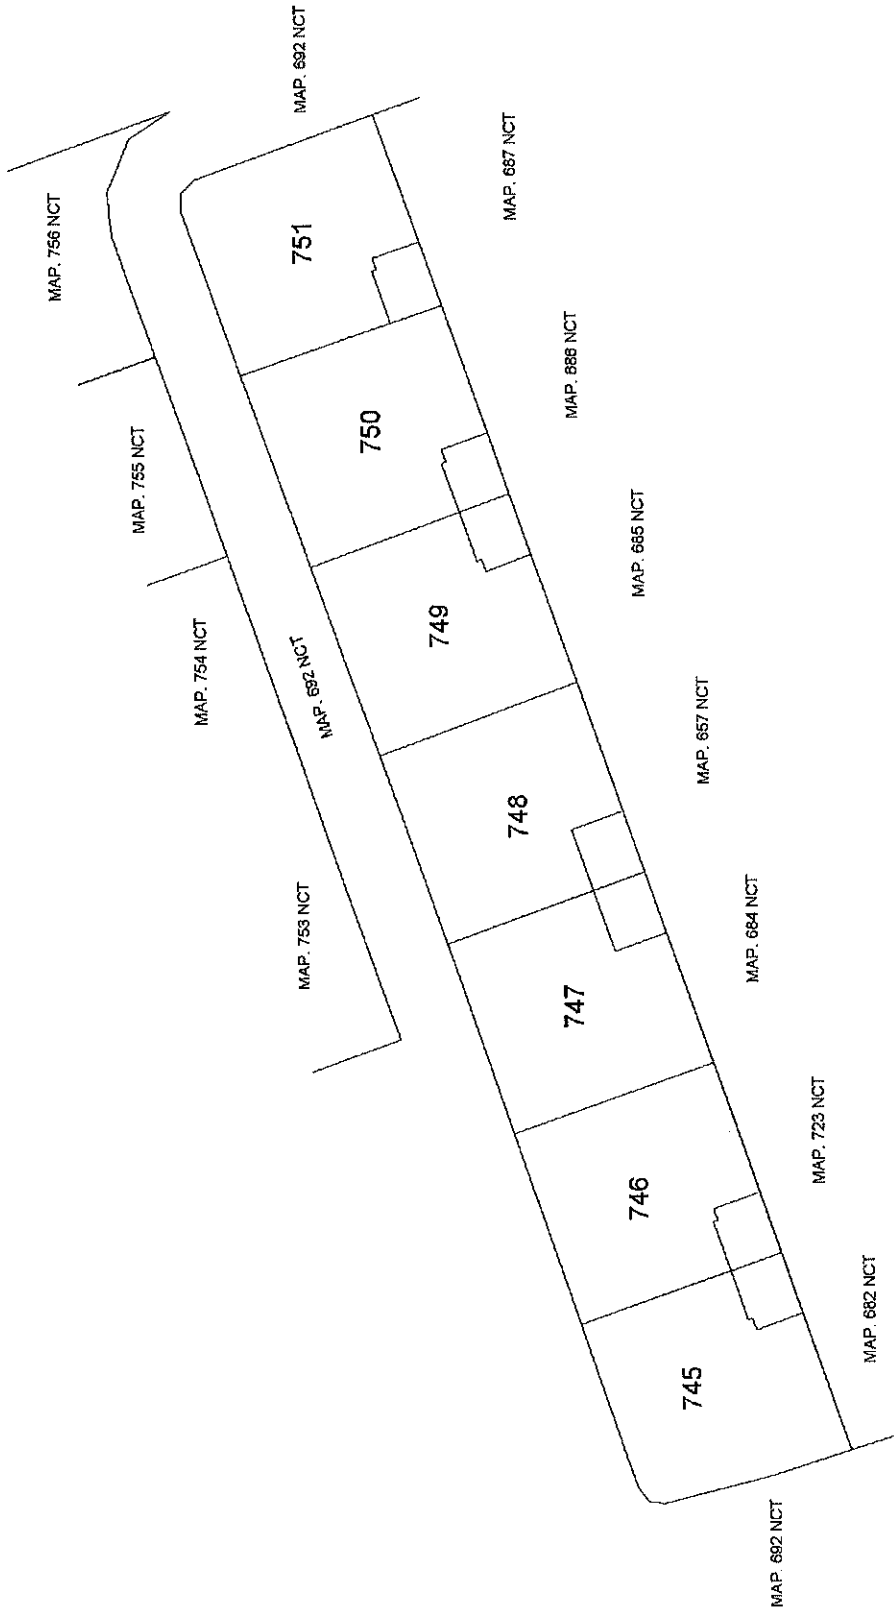 MAP. 692 NCT
MAP. 756 NCT
MAP. 687 NCT
751
MAP. 686 NCT
750
MAP. 755 NCT
MAP. 685 NCT
749
MAP. 754 NCT
MAP. 692 NCT
MAP. 657 NCT
748
MAP. 753 NCT
MAP. 684 NCT
747
MAP. 723 NCT
746
MAP. 682 NCT
745
MAP. 692 NCT